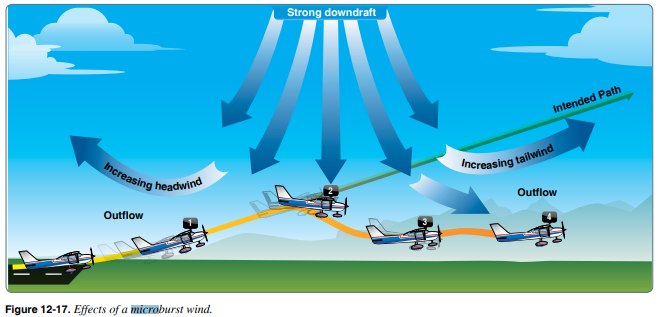 Strong downdraft
Intended Path
Increasing headwind
Increasing tailwind
Outflow
Outflow
1
2
3
4
Figure 12-17. Effects of a microburst wind.